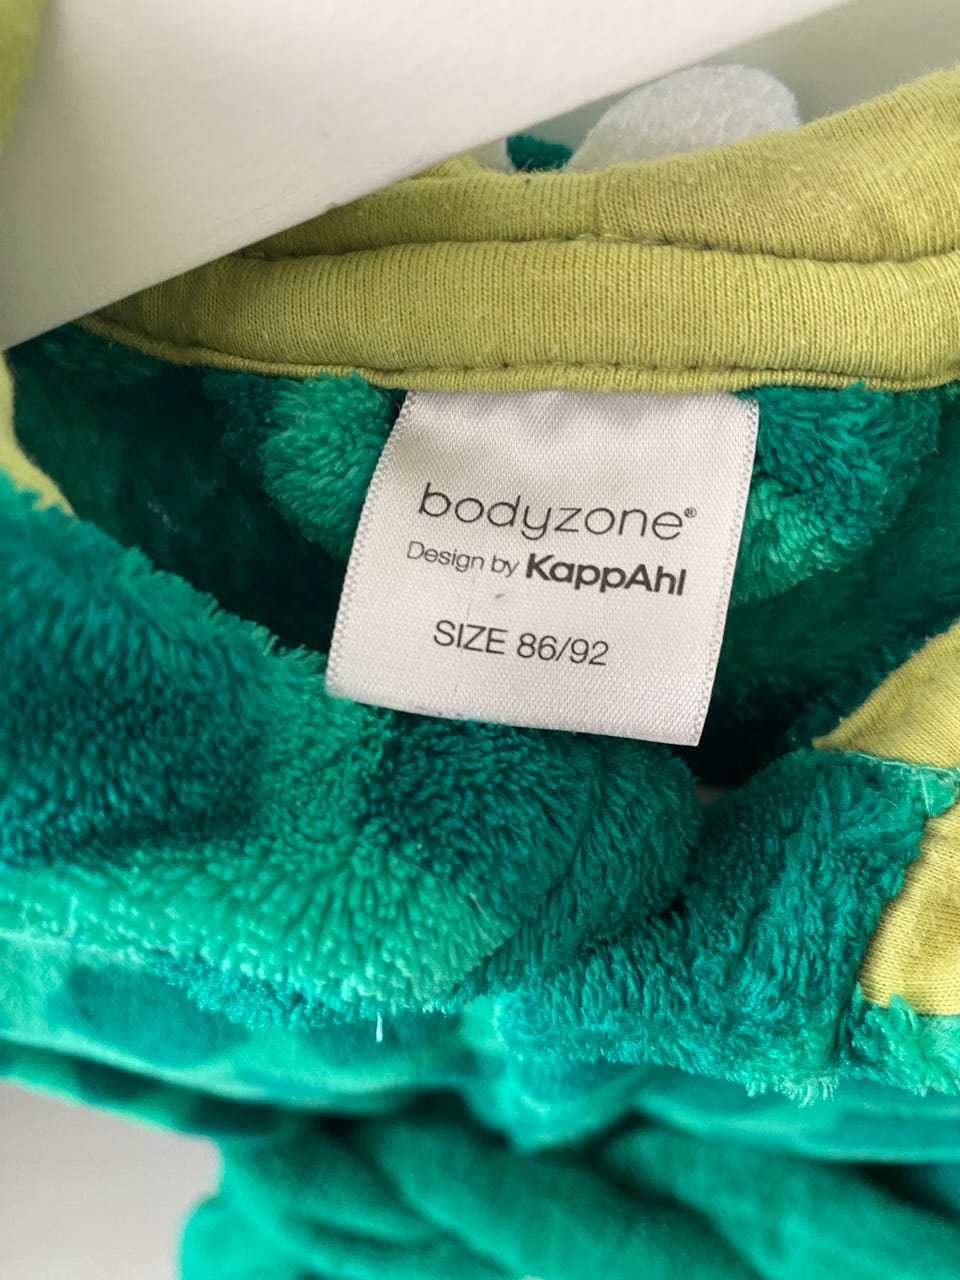 bodyzone®
Design by KappAhl
SIZE 86/92